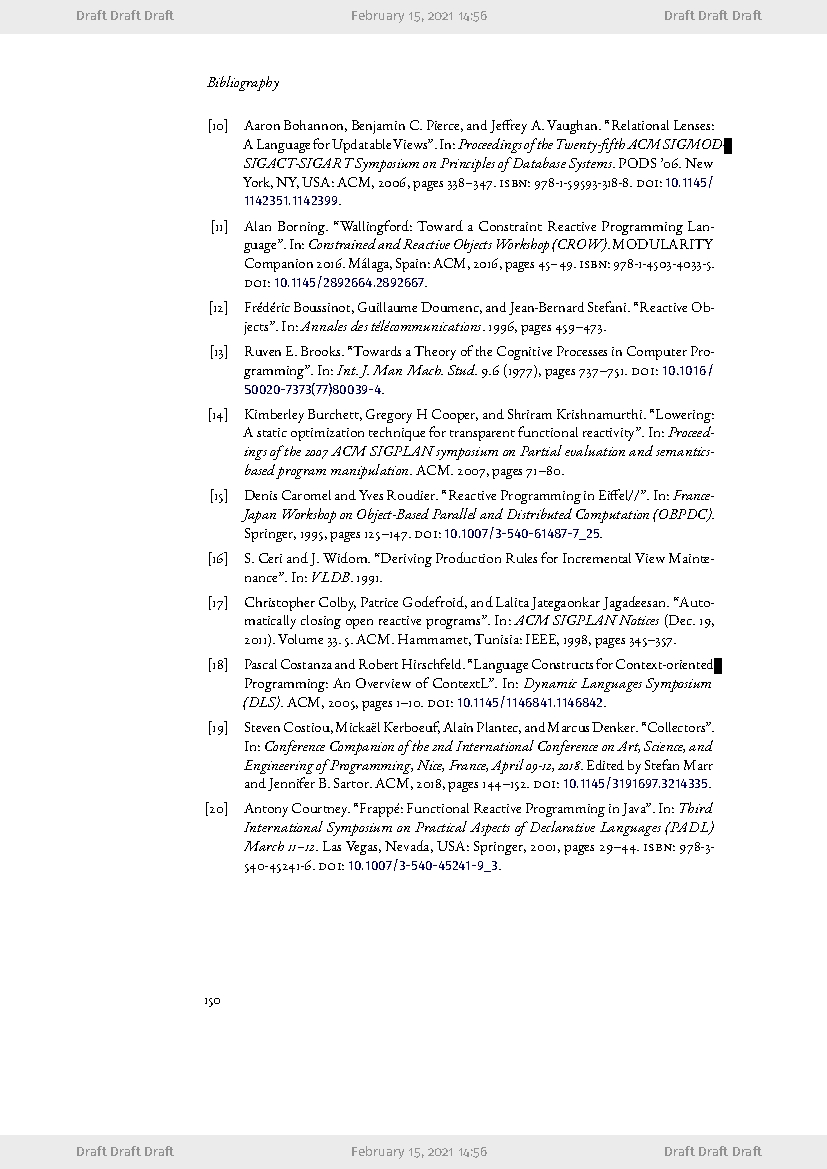 Draft Draft Draft February 15, 2021 14:56 Draft Draft Draft
Bibliography
[10] Aaron Bohannon, Benjamin C. Pierce, and Jeffrey A. Vaughan. “Relational Lenses:
A Language for Updatable Views”. In: Proceedings of the Twenty-fifth ACM SIGMOD-
SIGACT-SIGART Symposium on Principles of Database Systems. PODS ’06. New
York, NY, USA: ACM, 2006, pages 338–347. ISBN: 978-1-59593-318-8. DOI: 10.1145/
1142351.1142399.
[11] Alan Borning. “Wallingford: Toward a Constraint Reactive Programming Lan-
guage”. In: Constrained and Reactive Objects Workshop (CROW). MODULARITY
Companion 2016. Málaga, Spain: ACM, 2016, pages 45–49. ISBN: 978-1-4503-4033-5.
DOI: 10.1145/2892664.2892667.
[12] Frédéric Boussinot, Guillaume Doumenc, and Jean-Bernard Stefani. “Reactive Ob-
jects”. In: Annales des télécommunications. 1996, pages 459–473.
[13] Ruven E. Brooks. “Towards a Theory of the Cognitive Processes in Computer Pro-
gramming”. In: Int. J. Man Mach. Stud. 9.6 (1977), pages 737–751. DOI: 10.1016/
S0020-7373(77)80039-4.
[14] Kimberley Burchett, Gregory H Cooper, and Shriram Krishnamurthi. “Lowering:
A static optimization technique for transparent functional reactivity”. In: Proceed-
ings of the 2007 ACM SIGPLAN symposium on Partial evaluation and semantics-
based program manipulation. ACM. 2007, pages 71–80.
[15] Denis Caromel and Yves Roudier. “Reactive Programming in Eiffel//”. In: France-
Japan Workshop on Object-Based Parallel and Distributed Computation (OBPDC).
Springer, 1995, pages 125–147. DOI: 10.1007/3-540-61487-7_25.
[16] S. Ceri and J. Widom. “Deriving Production Rules for Incremental View Mainte-
nance”. In: VLDB. 1991.
[17] Christopher Colby, Patrice Godefroid, and Lalita Jategaonkar Jagadeesan. “Auto-
matically closing open reactive programs”. In: ACM SIGPLAN Notices (Dec. 19,
2011). Volume 33. 5. ACM. Hammamet, Tunisia: IEEE, 1998, pages 345–357.
[18] Pascal Costanza and Robert Hirschfeld. “Language Constructs for Context-oriented
Programming: An Overview of ContextL”. In: Dynamic Languages Symposium
(DLS). ACM, 2005, pages 1–10. DOI: 10.1145/1146841.1146842.
[19] Steven Costiou, Mickaël Kerboeuf, Alain Plantec, and Marcus Denker. “Collectors”.
In: Conference Companion of the 2nd International Conference on Art, Science, and
Engineering of Programming, Nice, France, April 09-12, 2018. Edited by Stefan Marr
and Jennifer B. Sartor. ACM, 2018, pages 144–152. DOI: 10.1145/3191697.3214335.
[20] Antony Courtney. “Frappé: Functional Reactive Programming in Java”. In: Third
International Symposium on Practical Aspects of Declarative Languages (PADL)
March 11–12. Las Vegas, Nevada, USA: Springer, 2001, pages 29–44. ISBN: 978-3-
540-45241-6. DOI: 10.1007/3-540-45241-9_3.
150
Draft Draft Draft February 15, 2021 14:56 Draft Draft Draft